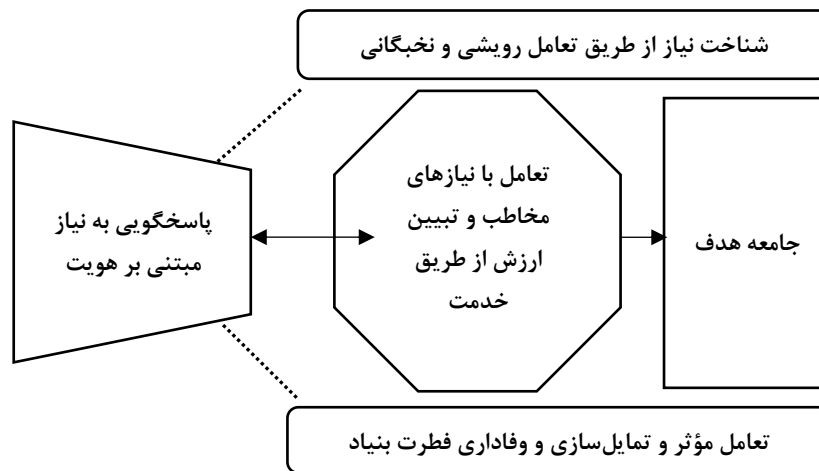 شناخت نیاز از طریق تعامل رویشی و نخبگانی
جامعه هدف
تعامل با نیازهای
مخاطب و تبیین
ارزش از طریق
خدمت
پاسخگویی به نیاز
مبتنی بر هویت
تعامل مؤثر و تمایل‌سازی و وفاداری فطرت بنیاد